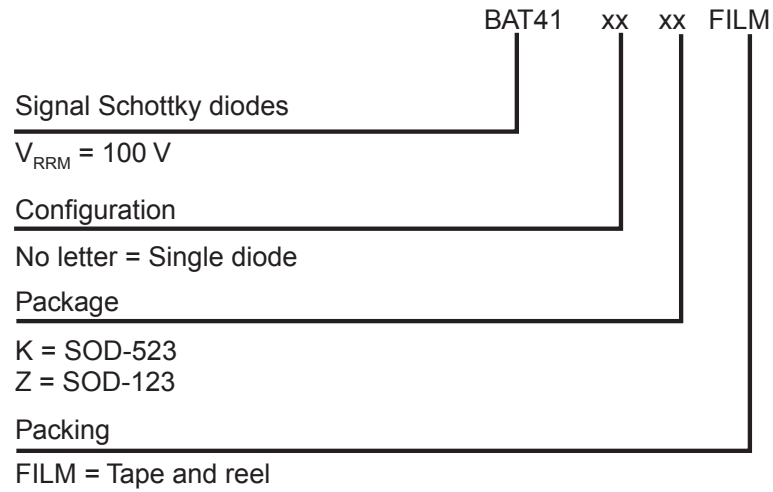 BAT41 xx xx FILM
Signal Schottky diodes
V_RRM = 100 V
Configuration
No letter = Single diode
Package
K = SOD-523
Z = SOD-123
Packing
FILM = Tape and reel